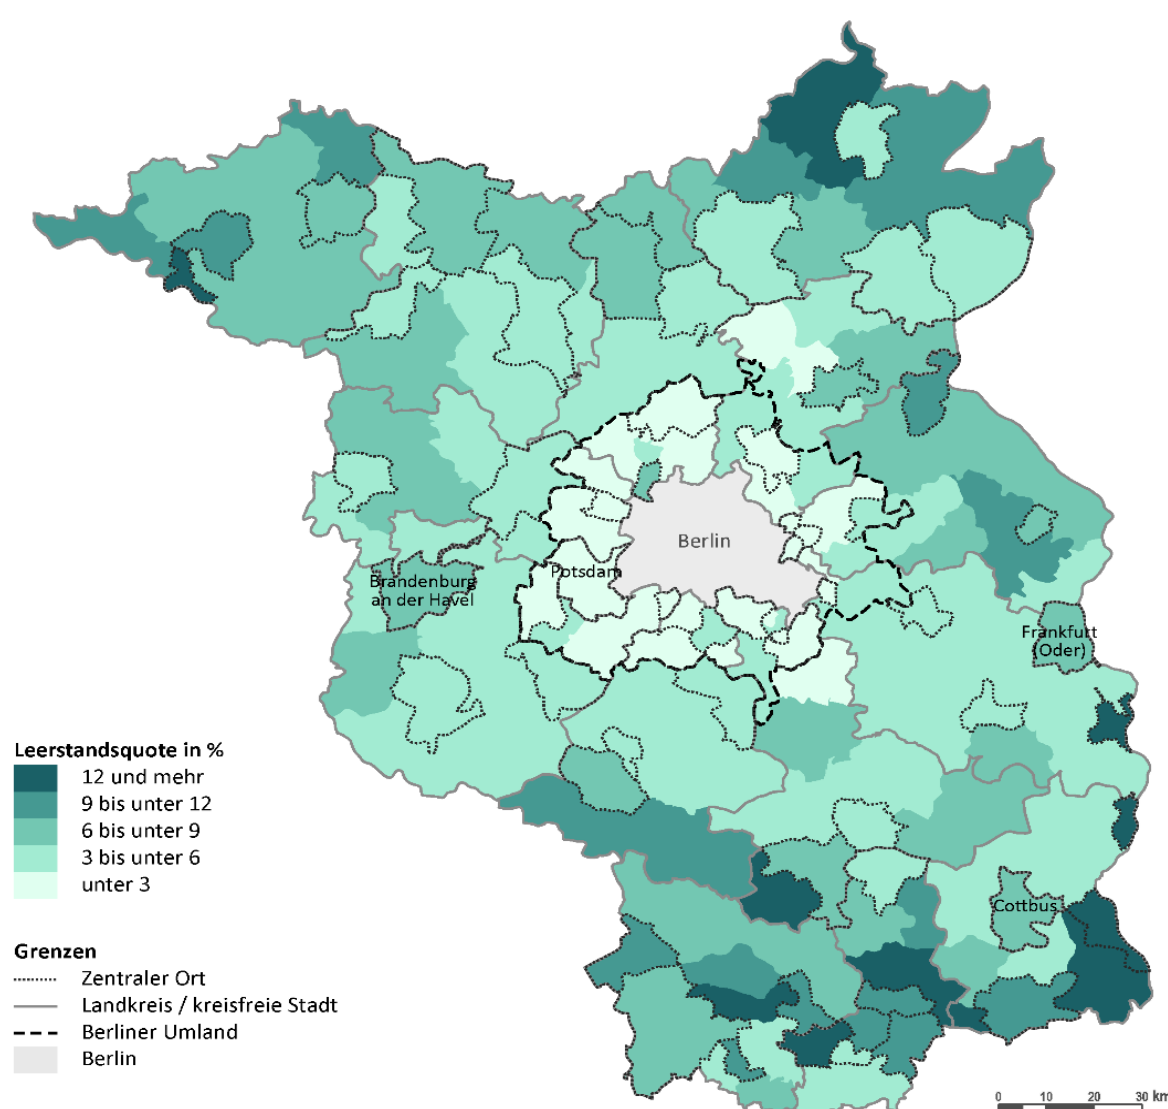 Berlin
Potsdam
Brandenburg
an der Havel
Frankfurt
(Oder)
Cottbus
Leerstandsquote in %
12 und mehr
9 bis unter 12
6 bis unter 9
3 bis unter 6
unter 3
Grenzen
Zentraler Ort
Landkreis / kreisfreie Stadt
Berliner Umland
Berlin
0 10 20 30 km